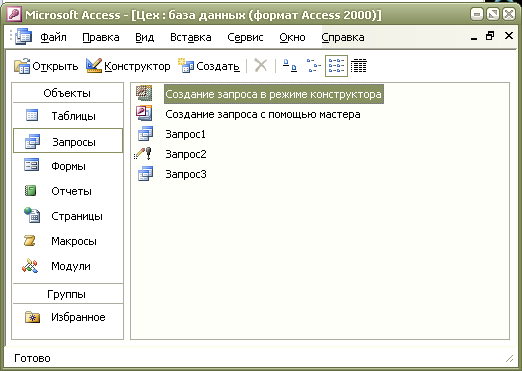 Microsoft Access - [Цех : база данных (формат Access 2000)]
Файл Правка Вид Вставка Сервис Окно Справка
Открыть Конструктор Создать
Объекты
Таблицы
Запросы
Формы
Отчеты
Страницы
Макросы
Модули
Группы
Избранное
Создание запроса в режиме конструктора
Создание запроса с помощью мастера
Запрос1
Запрос2
Запрос3
Готово